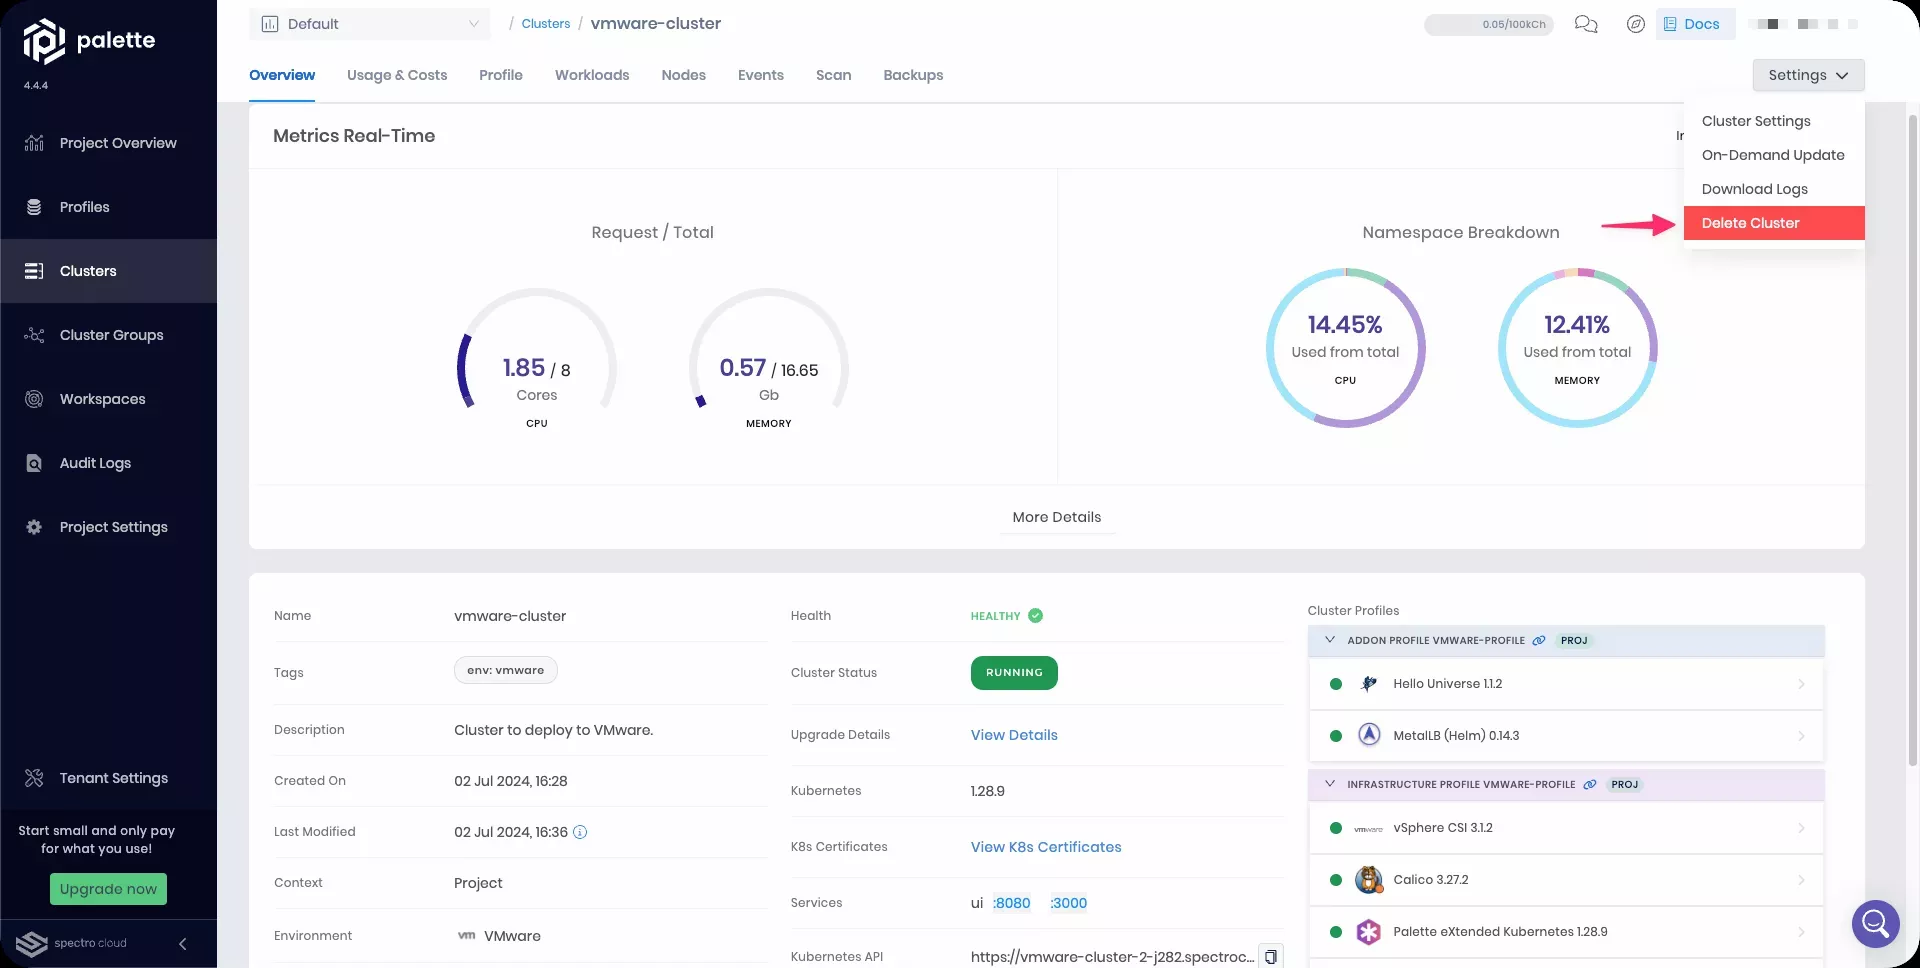 palette
4.4.4
Project Overview
Profiles
Clusters
Cluster Groups
Workspaces
Audit Logs
Project Settings
Tenant Settings
Start small and only pay
for what you use!
Upgrade now
spectro cloud
Default
/ Clusters / vmware-cluster
0.05/100kCh
Docs
Overview Usage & Costs Profile Workloads Nodes Events Scan Backups
Settings
Cluster Settings
On-Demand Update
Download Logs
Delete Cluster
Metrics Real-Time
Request / Total
1.85 / 8
Cores
CPU
0.57 / 16.65
Gb
MEMORY
Namespace Breakdown
14.45%
Used from total
CPU
12.41%
Used from total
MEMORY
More Details
Name vmware-cluster
Tags env: vmware
Description Cluster to deploy to VMware.
Created On 02 Jul 2024, 16:28
Last Modified 02 Jul 2024, 16:36
Context Project
Environment vm VMware
Health HEALTHY
Cluster Status RUNNING
Upgrade Details View Details
Kubernetes 1.28.9
K8s Certificates View K8s Certificates
Services ui :8080 :3000
Kubernetes API https://vmware-cluster-2-j282.spectroc...
Cluster Profiles
ADDON PROFILE VMWARE-PROFILE PROJ
Hello Universe 1.1.2
MetalLB (Helm) 0.14.3
INFRASTRUCTURE PROFILE VMWARE-PROFILE PROJ
vmware vSphere CSI 3.1.2
Calico 3.27.2
Palette eXtended Kubernetes 1.28.9